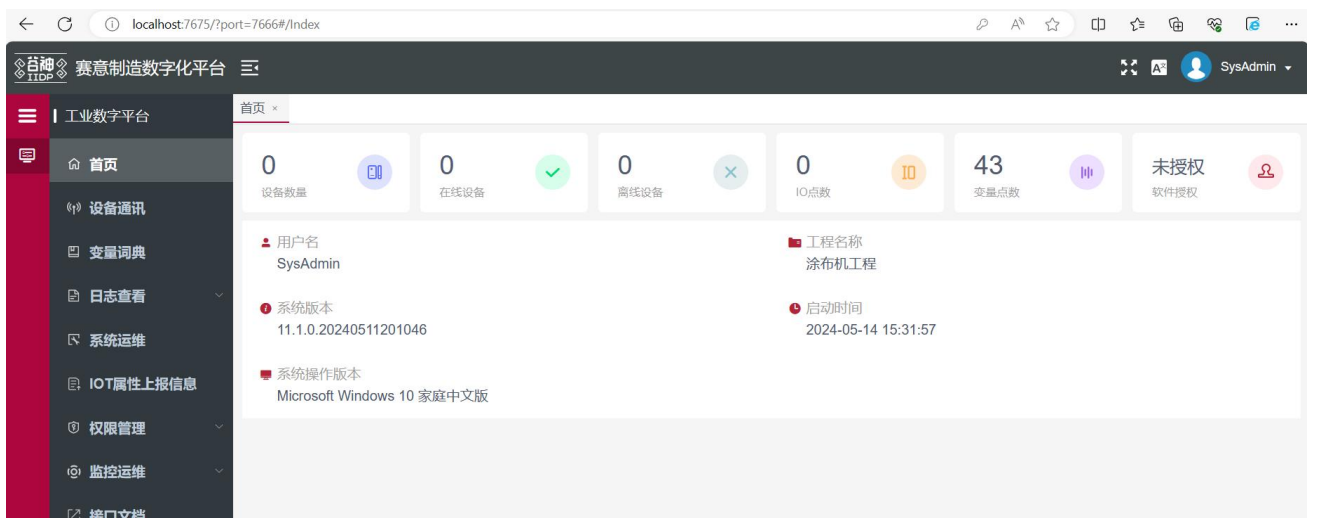 localhost:7675/?port=7666#/Index
谷神 IIDP 赛意制造数字化平台
SysAdmin
工业数字平台
首页 ×
首页
设备通讯
变量词典
日志查看
系统运维
IOT属性上报信息
权限管理
监控运维
接口文档
0
设备数量
0
在线设备
0
离线设备
0
IO点数
IO
43
变量点数
未授权
软件授权
用户名
SysAdmin
工程名称
涂布机工程
系统版本
11.1.0.20240511201046
启动时间
2024-05-14 15:31:57
系统操作版本
Microsoft Windows 10 家庭中文版